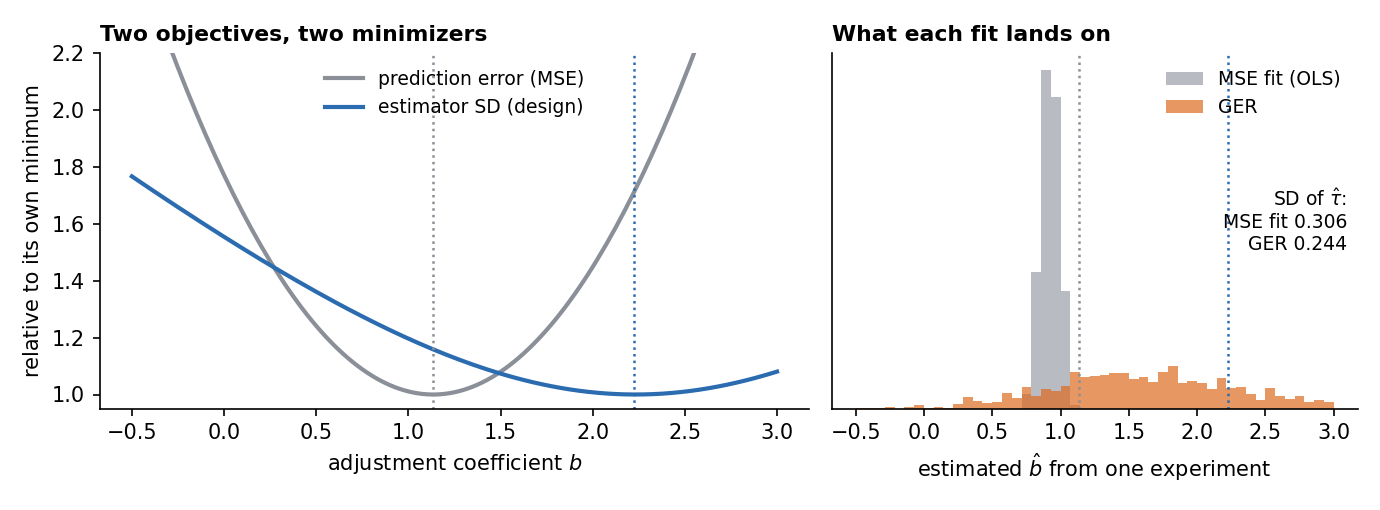 Two objectives, two minimizers
prediction error (MSE)
estimator SD (design)
relative to its own minimum
2.2
2.0
1.8
1.6
1.4
1.2
1.0
−0.5 0.0 0.5 1.0 1.5 2.0 2.5 3.0
adjustment coefficient b
What each fit lands on
MSE fit (OLS)
GER
SD of τ̂:
MSE fit 0.306
GER 0.244
−0.5 0.0 0.5 1.0 1.5 2.0 2.5 3.0
estimated b̂ from one experiment